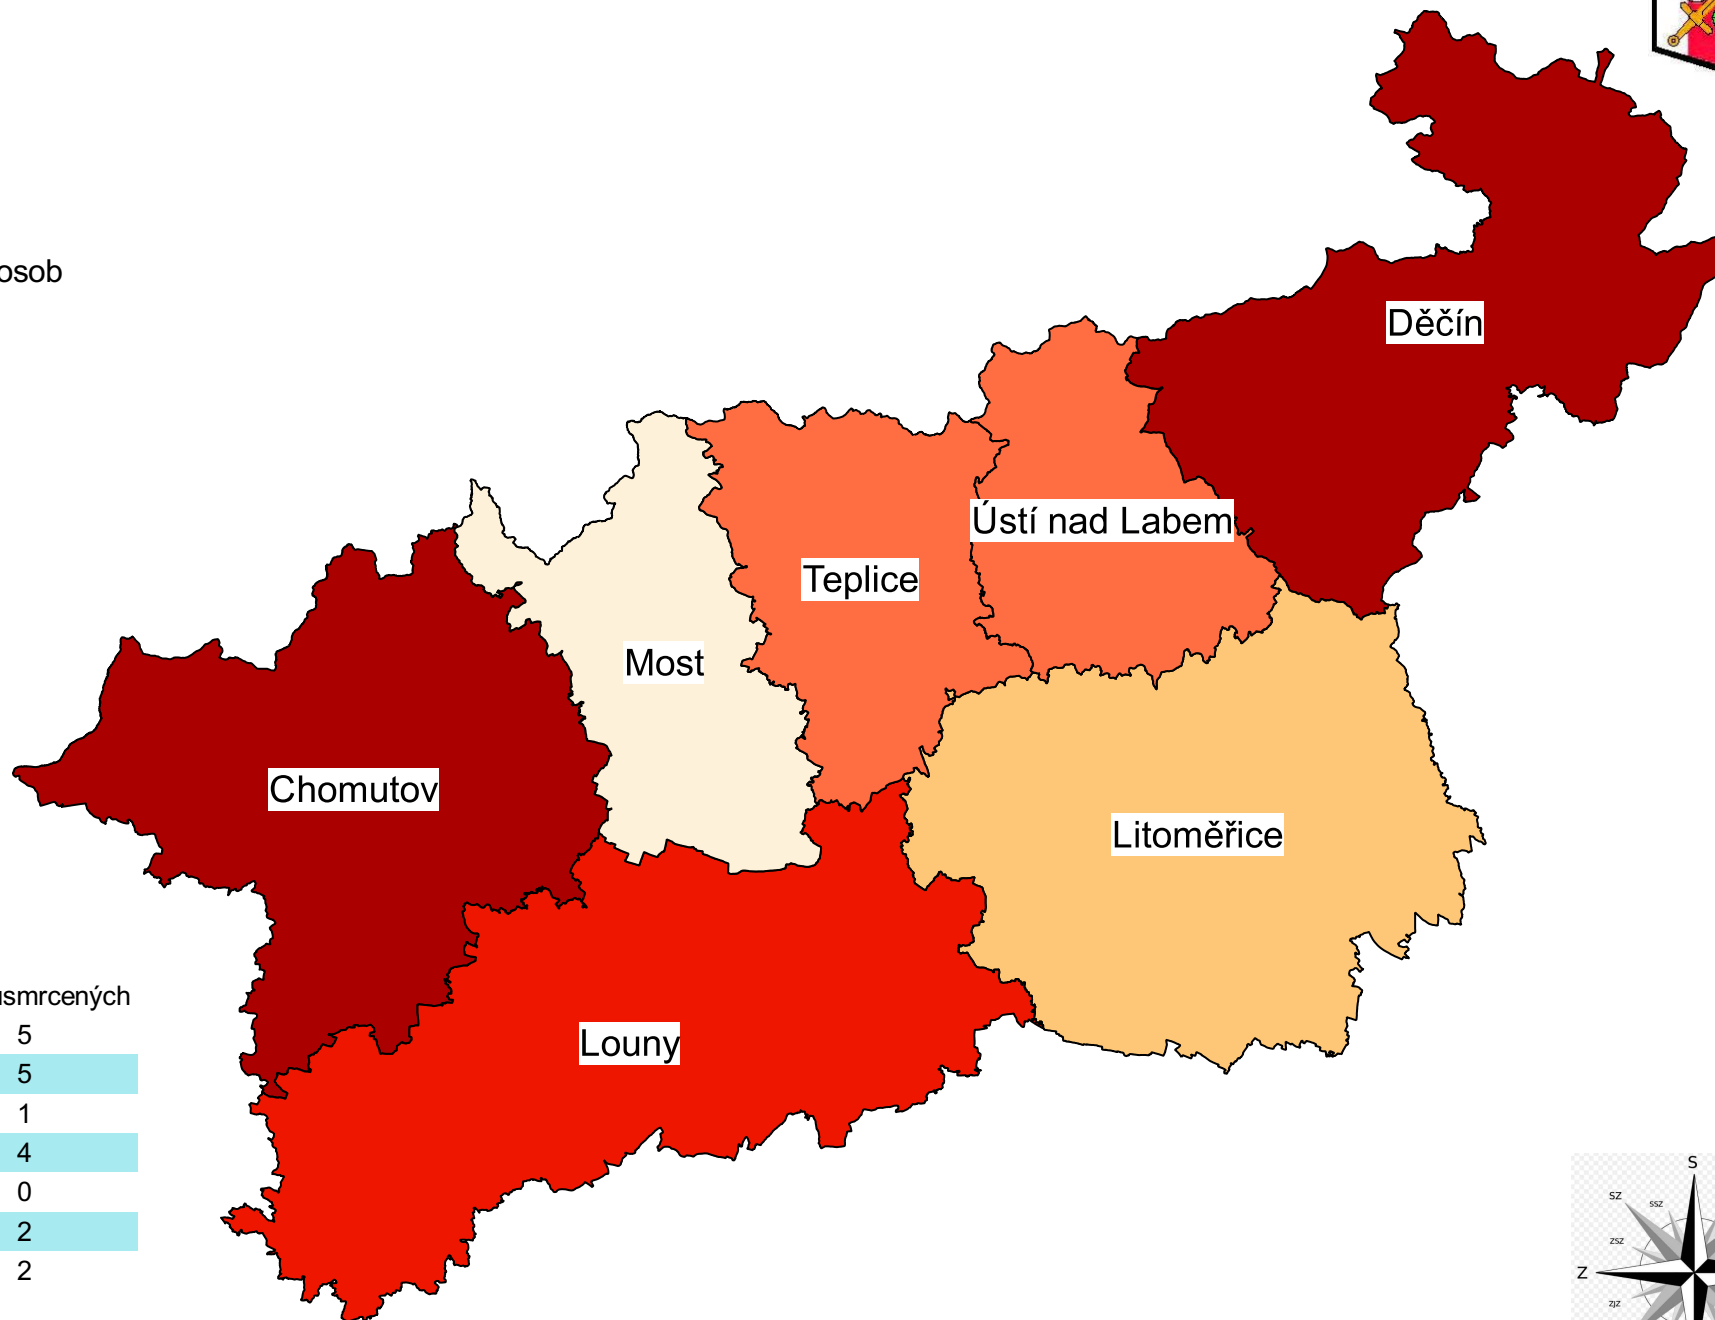 osob
Děčín
Ústí nad Labem
Teplice
Most
Chomutov
Litoměřice
usmrcených
5
Louny
5
1
4
S
0
SZ
ssz
2
zsz
2
Z
zjz